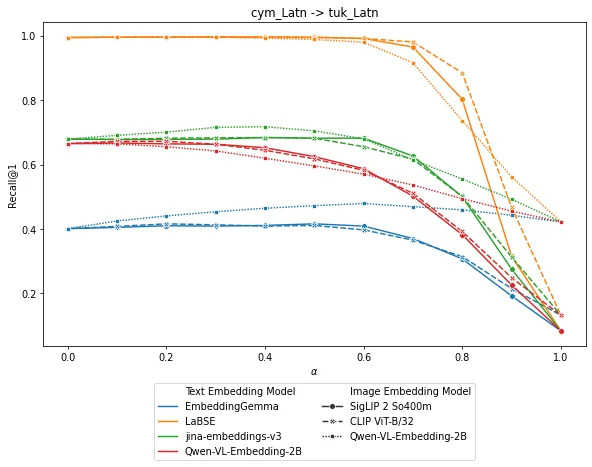 cym_Latn -> tuk_Latn
Recall@1
1.0
0.8
0.6
0.4
0.2
0.0 0.2 0.4 0.6 0.8 1.0
α
Text Embedding Model Image Embedding Model
EmbeddingGemma SigLIP 2 So400m
LaBSE CLIP ViT-B/32
jina-embeddings-v3 Qwen-VL-Embedding-2B
Qwen-VL-Embedding-2B